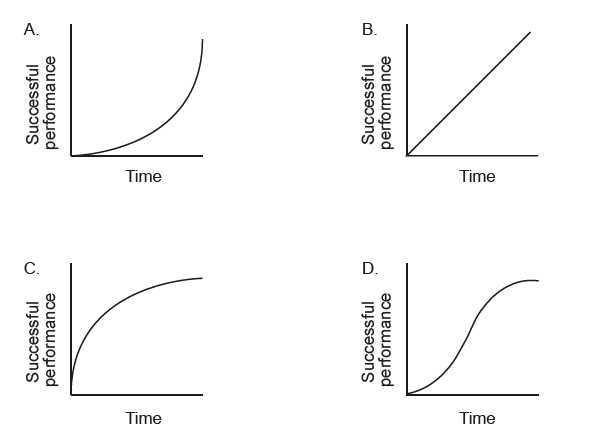 A.
Successful
performance
Time
B.
Successful
performance
Time
C.
Successful
performance
Time
D.
Successful
performance
Time